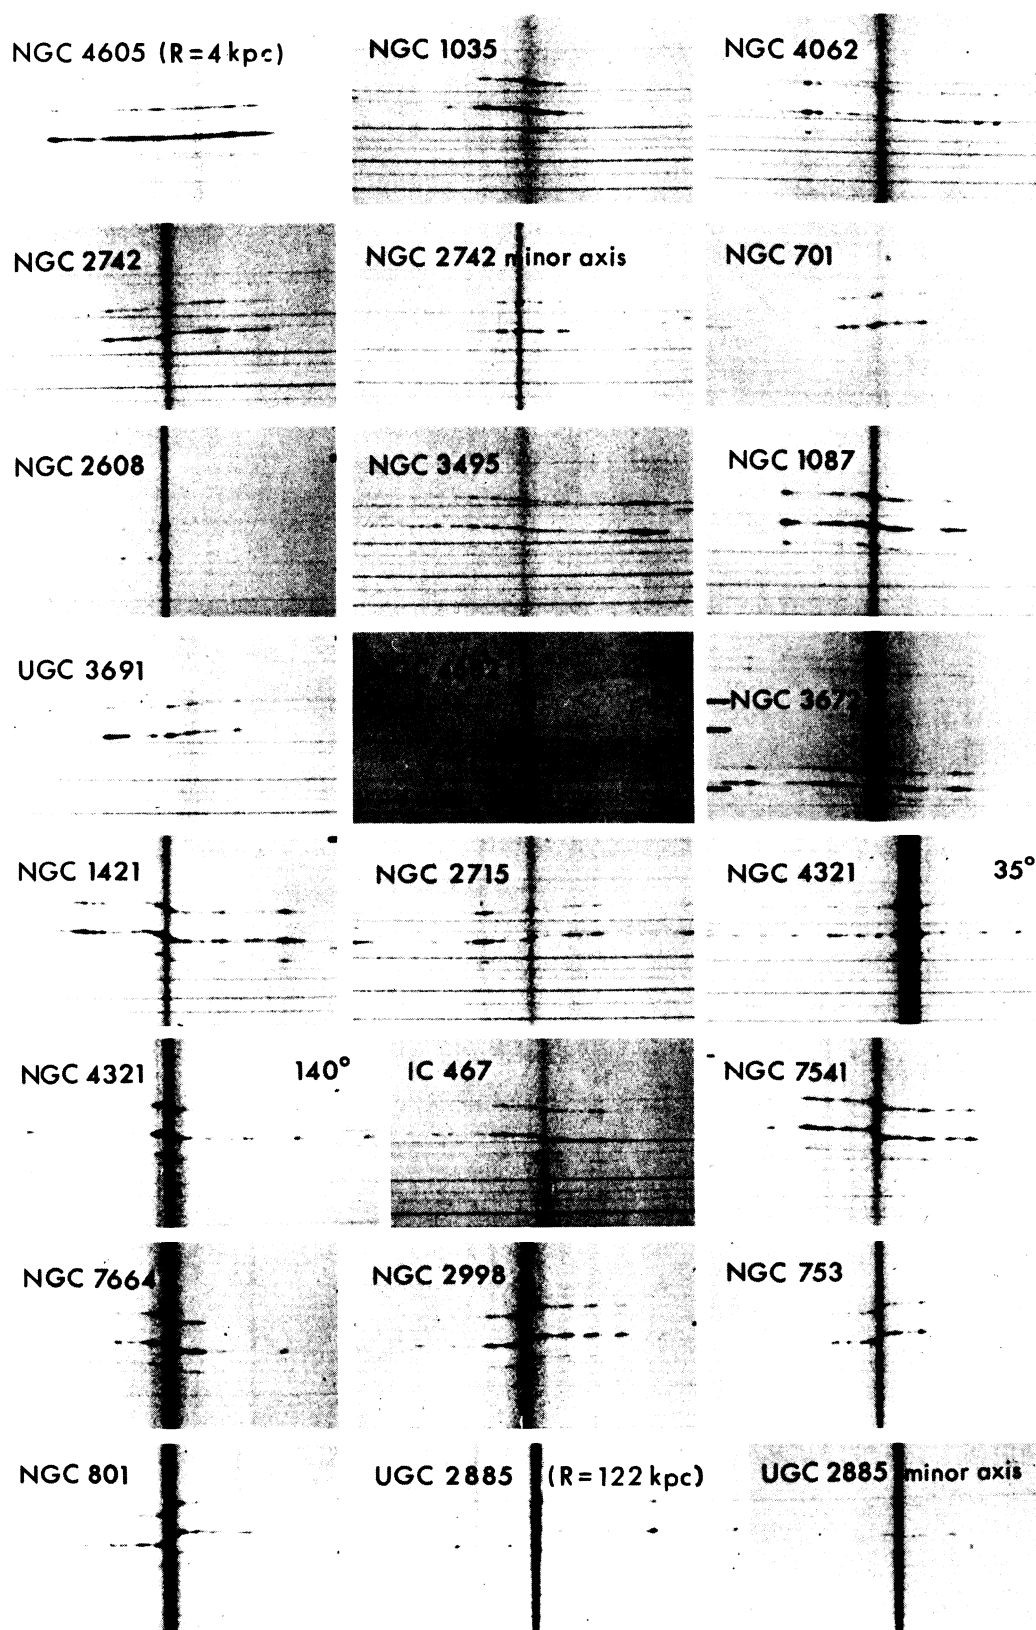 NGC 4605 (R=4 kpc)
NGC 1035
NGC 4062
NGC 2742
NGC 2742 minor axis
NGC 701
NGC 2608
NGC 3495
NGC 1087
UGC 3691
NGC 3672
NGC 1421
NGC 2715
NGC 4321 35°
NGC 4321 140°
IC 467
NGC 7541
NGC 7664
NGC 2998
NGC 753
NGC 801
UGC 2885 (R=122 kpc)
UGC 2885 minor axis